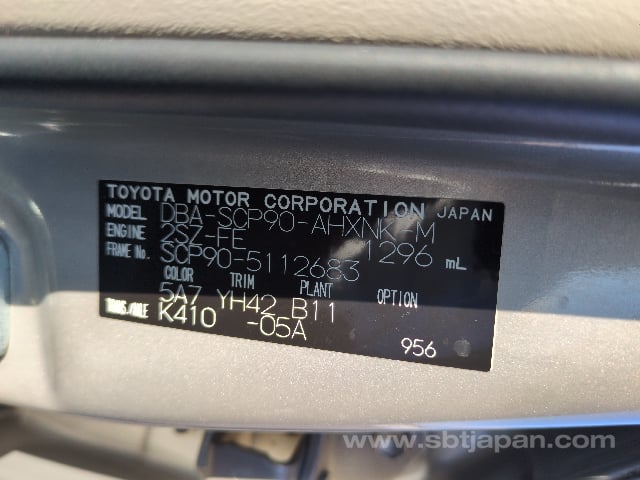 TOYOTA MOTOR CORPORATION JAPAN
MODEL DBA-SCP90-AHXNK-M
ENGINE 2SZ-FE 1296 mL
FRAME No. SCP90-5112683
COLOR TRIM PLANT OPTION
5A7 YH42 B11
TRANS./AXLE K410 -05A
956
www.sbtjapan.com